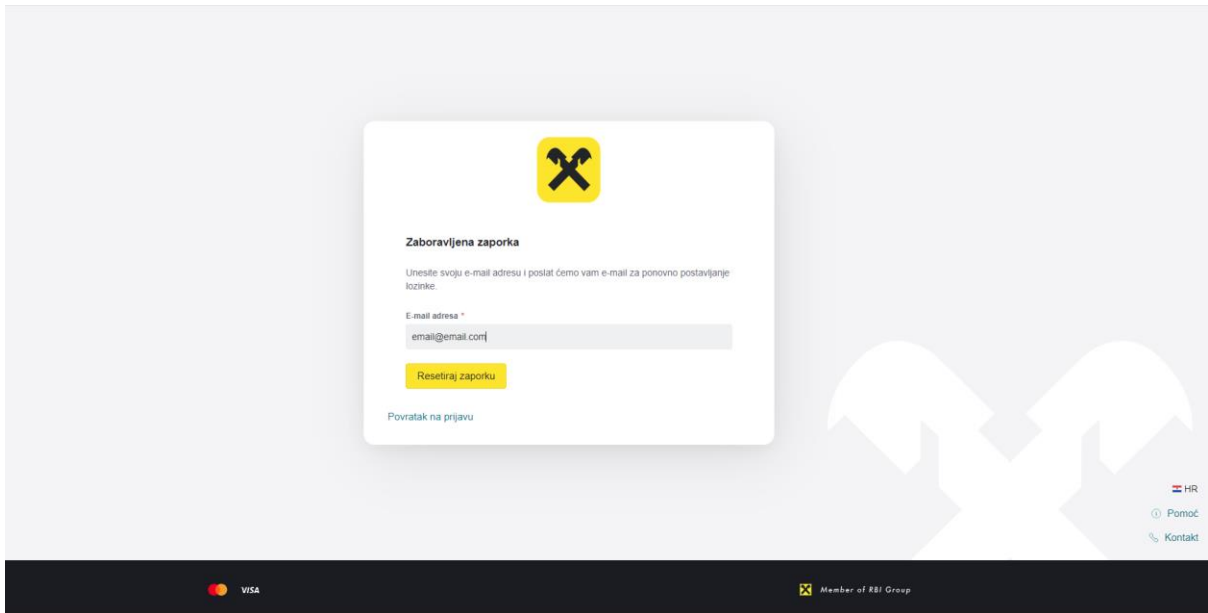 Zaboravljena zaporka
Unesite svoju e-mail adresu i poslat ćemo vam e-mail za ponovno postavljanje
lozinke.
E-mail adresa *
email@email.com
Resetiraj zaporku
Povratak na prijavu
HR
Pomoć
Kontakt
VISA
Member of RBI Group